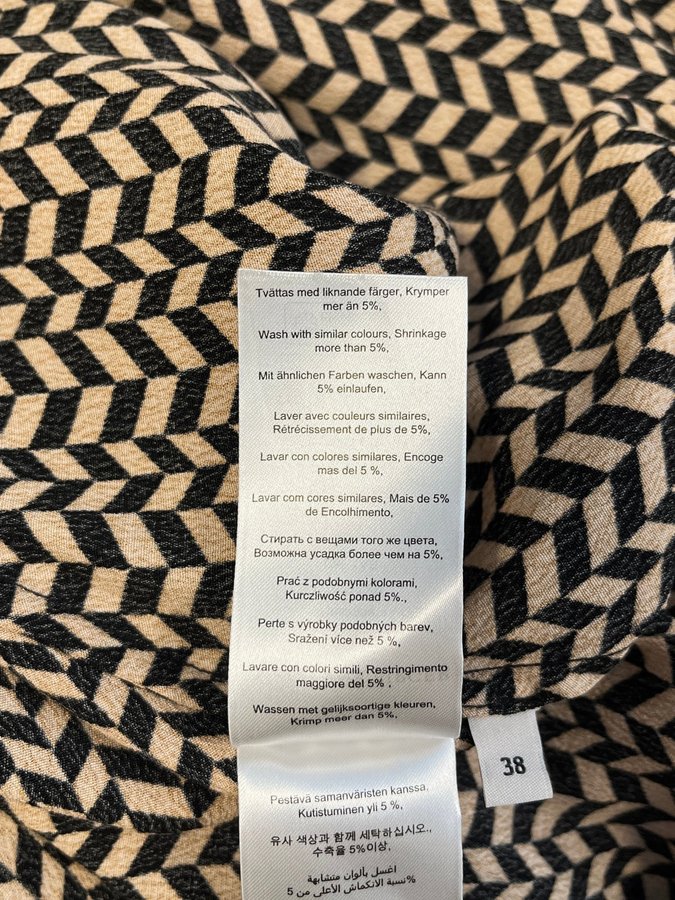 Tvättas med liknande färger, Krymper
mer än 5%,
Wash with similar colours, Shrinkage
more than 5%,
Mit ähnlichen Farben waschen, Kann
5% einlaufen,
Laver avec couleurs similaires,
Rétrécissement de plus de 5%,
Lavar con colores similares, Encoge
mas del 5 %,
Lavar com cores similares, Mais de 5%
de Encolhimento,
Стирать с вещами того же цвета,
Возможна усадка более чем на 5%,
Prać z podobnymi kolorami,
Kurczliwość ponad 5%.,
Perte s výrobky podobných barev,
Sražení více než 5 %,
Lavare con colori simili, Restringimento
maggiore del 5% ,
Wassen met gelijksoortige kleuren,
Krimp meer dan 5%,
38
Pestävä samanväristen kanssa,
Kutistuminen yli 5 %,
유사 색상과 함께 세탁하십시오.,
수축율 5%이상,
اغسل بألوان متشابهة
%نسبة الانكماش الأعلى من 5